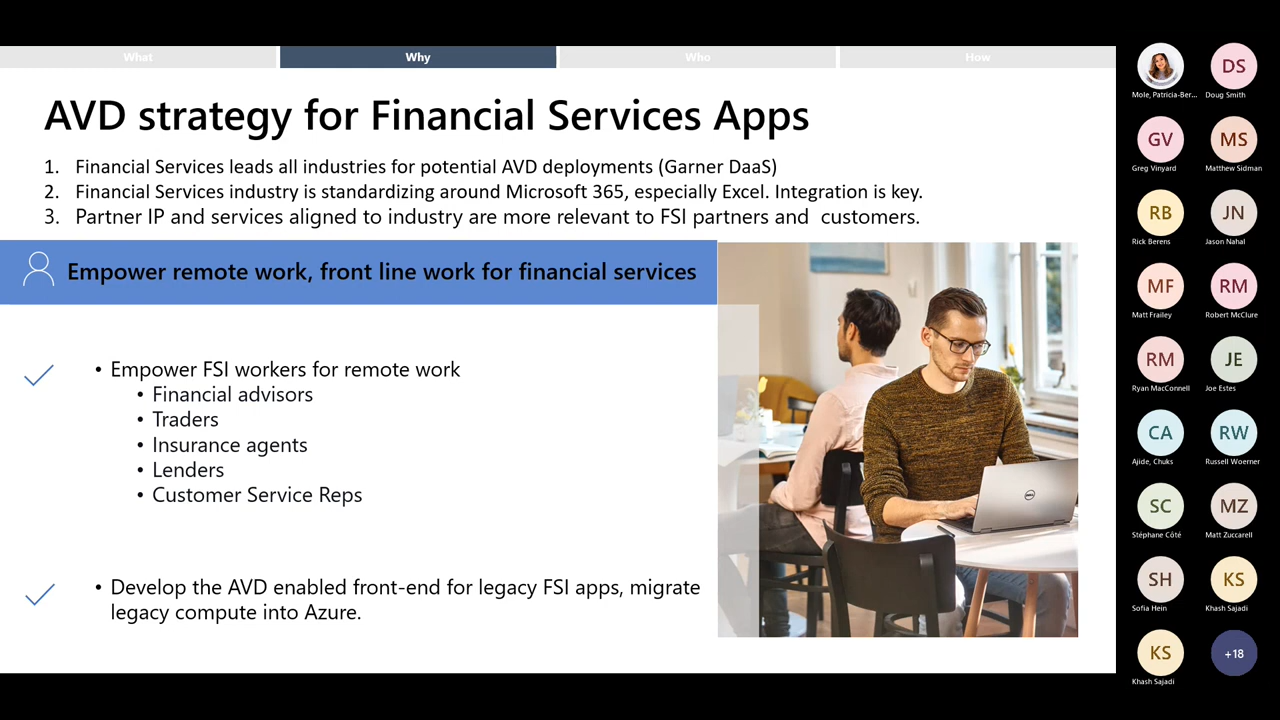 What
Why
Who
How
AVD strategy for Financial Services Apps
1. Financial Services leads all industries for potential AVD deployments (Garner DaaS)
2. Financial Services industry is standardizing around Microsoft 365, especially Excel. Integration is key.
3. Partner IP and services aligned to industry are more relevant to FSI partners and customers.
Empower remote work, front line work for financial services
• Empower FSI workers for remote work
• Financial advisors
• Traders
• Insurance agents
• Lenders
• Customer Service Reps
• Develop the AVD enabled front-end for legacy FSI apps, migrate
legacy compute into Azure.
DELL
Mole, Patricia-Ber...
DS
Doug Smith
GV
Greg Vinyard
MS
Matthew Sidman
RB
Rick Berens
JN
Jason Nahal
MF
Matt Frailey
RM
Robert McClure
RM
Ryan MacConnell
JE
Joe Estes
CA
Ajide, Chuks
RW
Russell Woerner
SC
Stéphane Côté
MZ
Matt Zuccarell
SH
Sofia Hein
KS
Khash Sajadi
KS
Khash Sajadi
+18